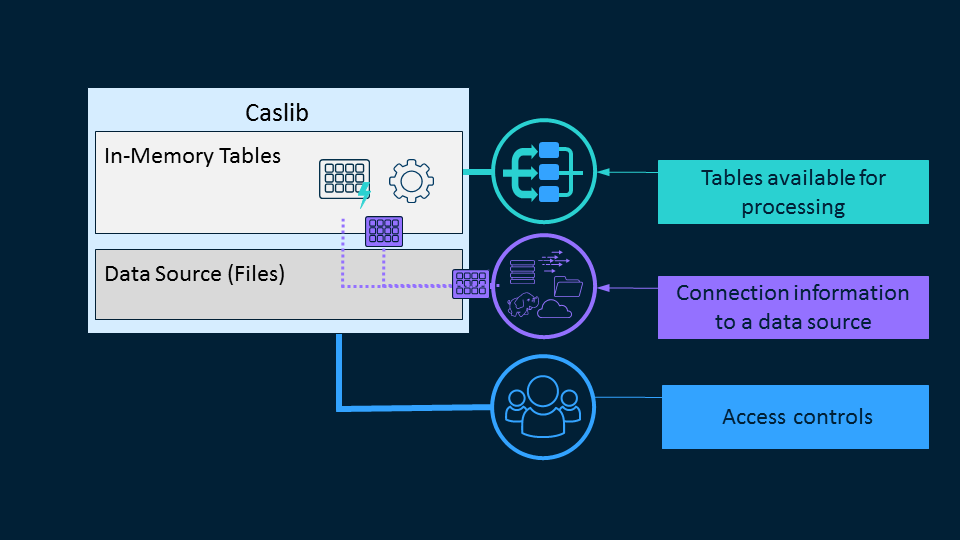 Caslib
In-Memory Tables
Data Source (Files)
Tables available for
processing
Connection information
to a data source
Access controls